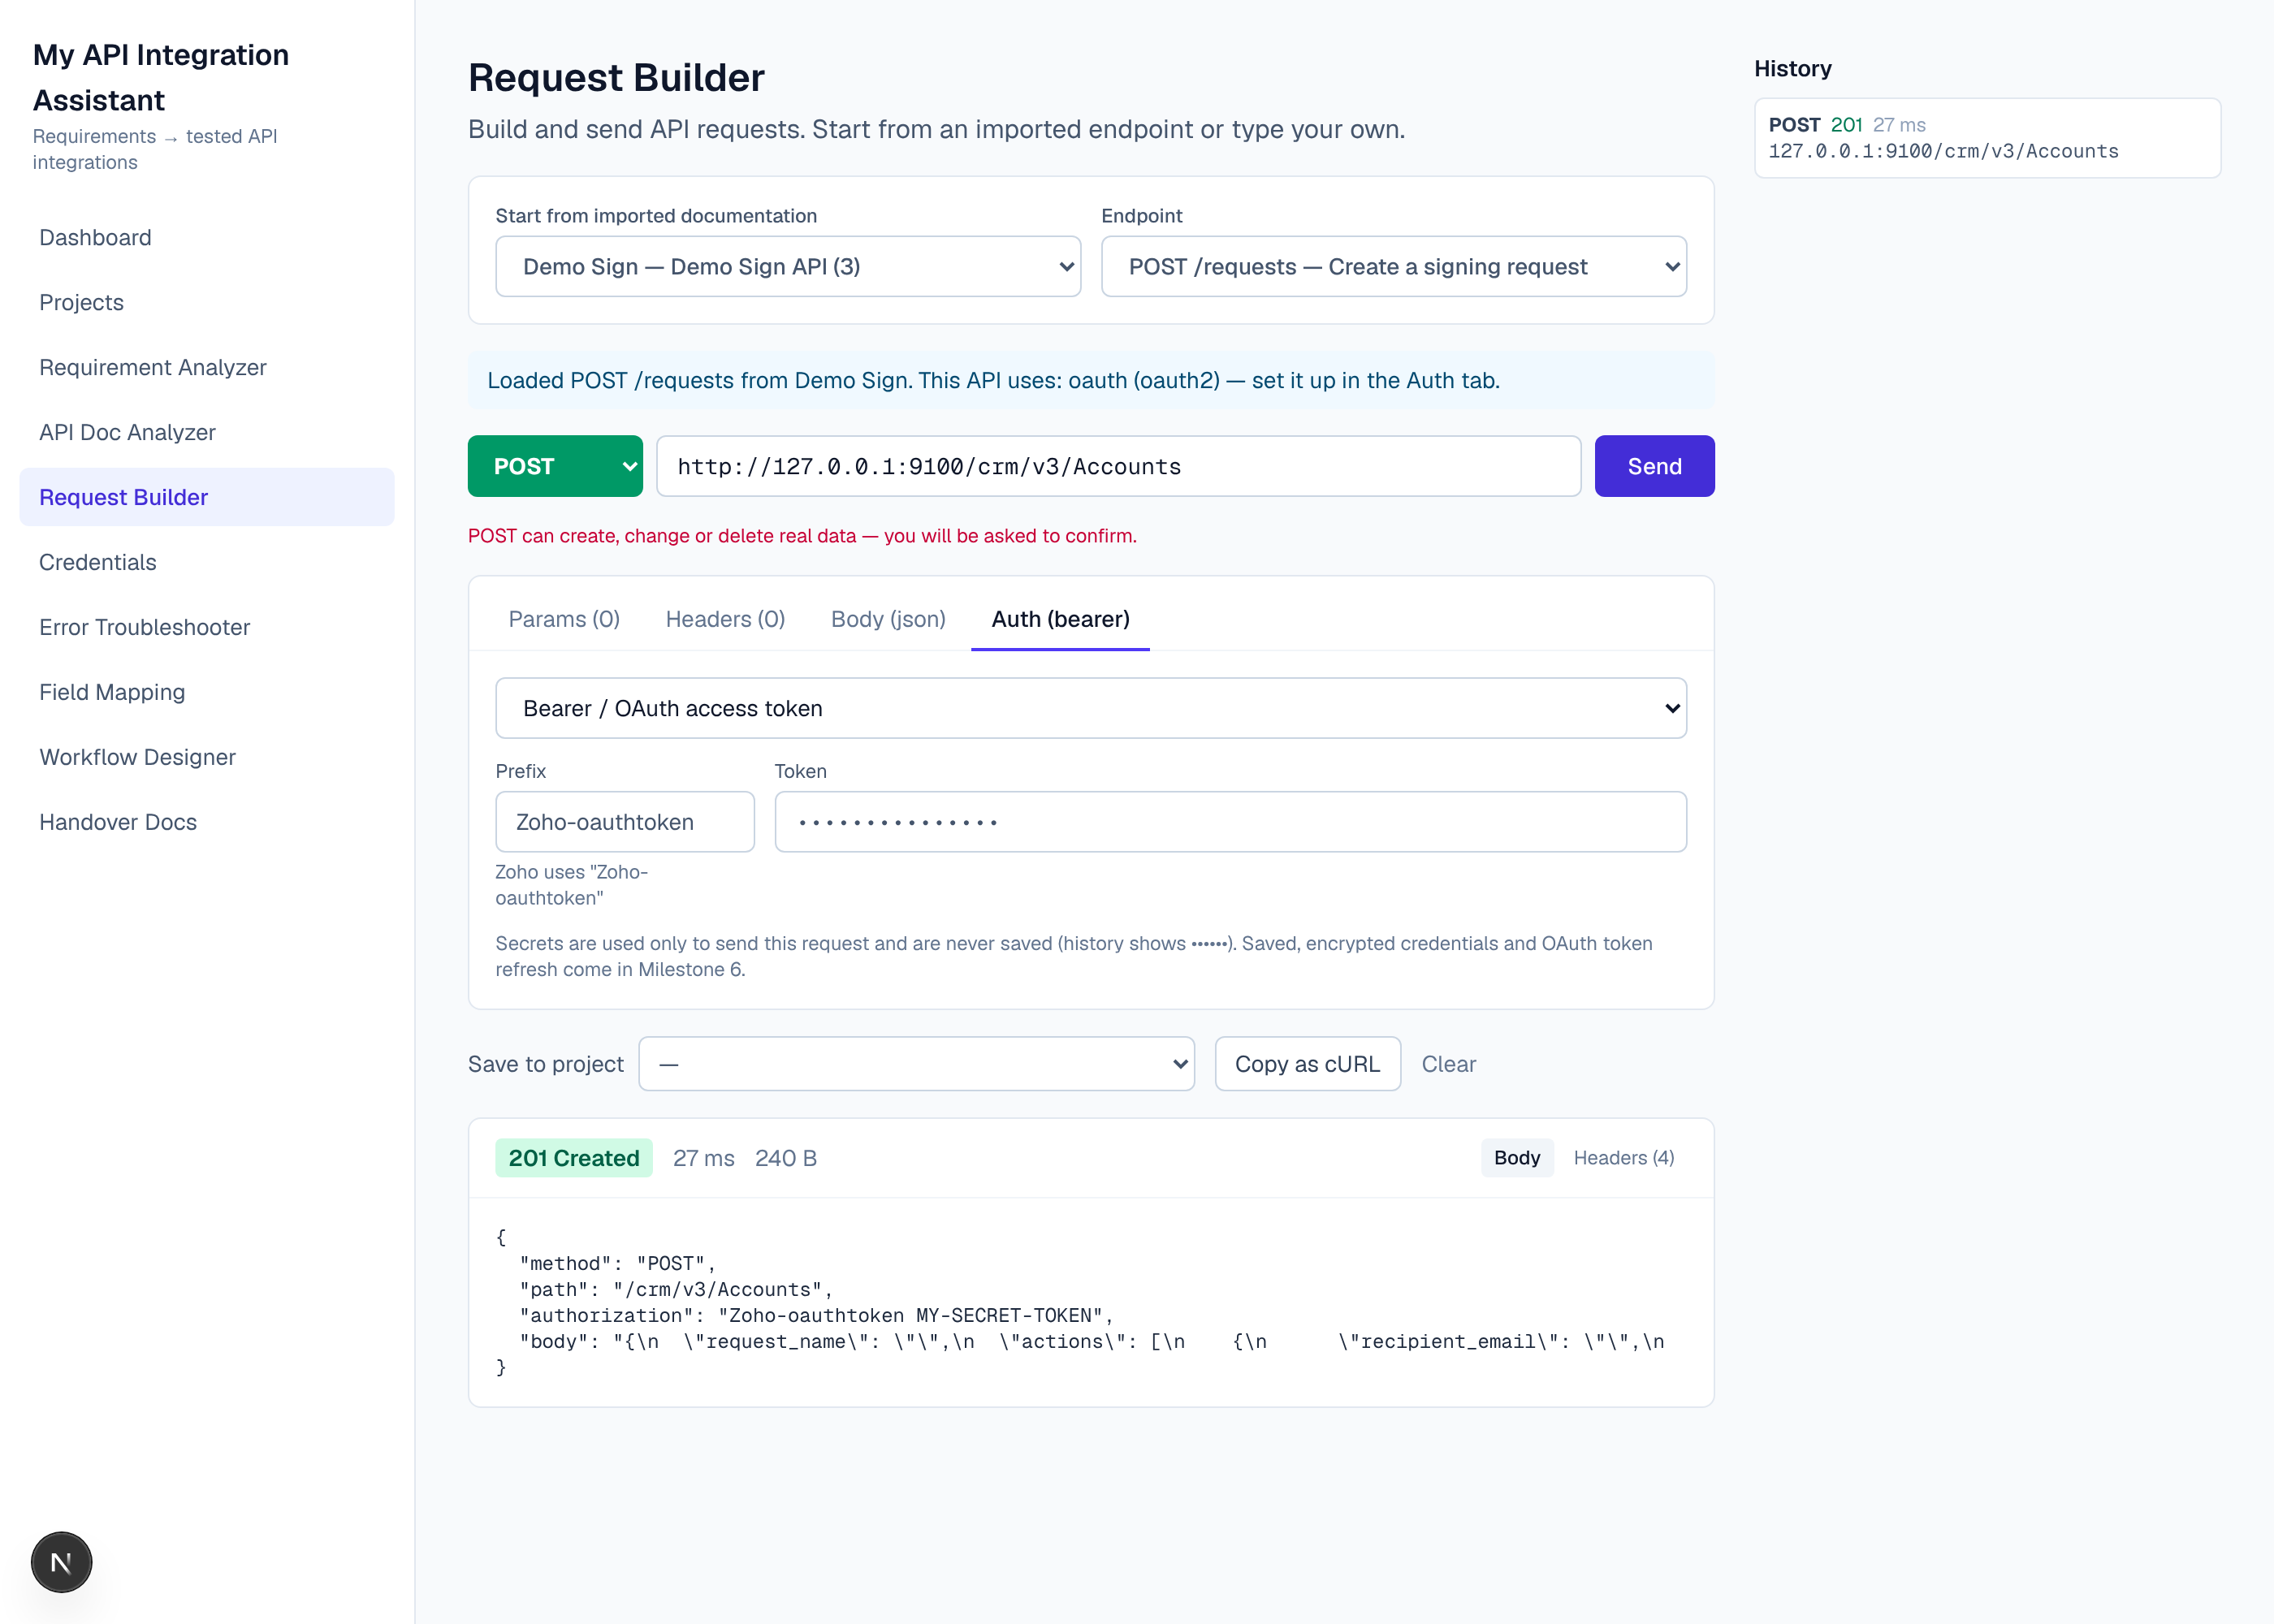 My API Integration
Assistant
Requirements → tested API
integrations
Dashboard
Projects
Requirement Analyzer
API Doc Analyzer
Request Builder
Credentials
Error Troubleshooter
Field Mapping
Workflow Designer
Handover Docs
N
Request Builder
Build and send API requests. Start from an imported endpoint or type your own.
Start from imported documentation
Endpoint
Demo Sign — Demo Sign API (3)
POST /requests — Create a signing request
Loaded POST /requests from Demo Sign. This API uses: oauth (oauth2) — set it up in the Auth tab.
POST
http://127.0.0.1:9100/crm/v3/Accounts
Send
POST can create, change or delete real data — you will be asked to confirm.
Params (0)
Headers (0)
Body (json)
Auth (bearer)
Bearer / OAuth access token
Prefix
Token
Zoho-oauthtoken
•••••••••••••••
Zoho uses "Zoho-
oauthtoken"
Secrets are used only to send this request and are never saved (history shows ••••••). Saved, encrypted credentials and OAuth token
refresh come in Milestone 6.
Save to project
—
Copy as cURL
Clear
201 Created
27 ms
240 B
Body
Headers (4)
{
  "method": "POST",
  "path": "/crm/v3/Accounts",
  "authorization": "Zoho-oauthtoken MY-SECRET-TOKEN",
  "body": "{\n  \"request_name\": \"\",\n  \"actions\": [\n    {\n      \"recipient_email\": \"\",\n
}
History
POST 201 27 ms
127.0.0.1:9100/crm/v3/Accounts